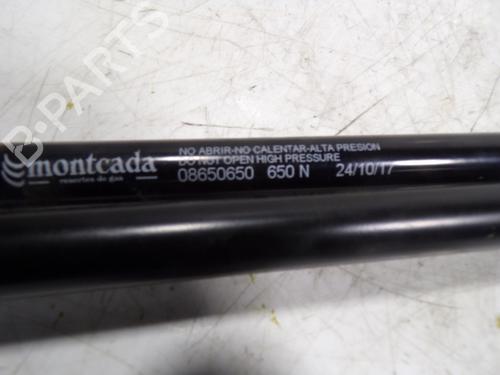 B-PARTS
montcada
resortes de gas
NO ABRIR-NO CALENTAR-ALTA PRESION
DO NOT OPEN HIGH PRESSURE
08650650 650 N 24/10/17